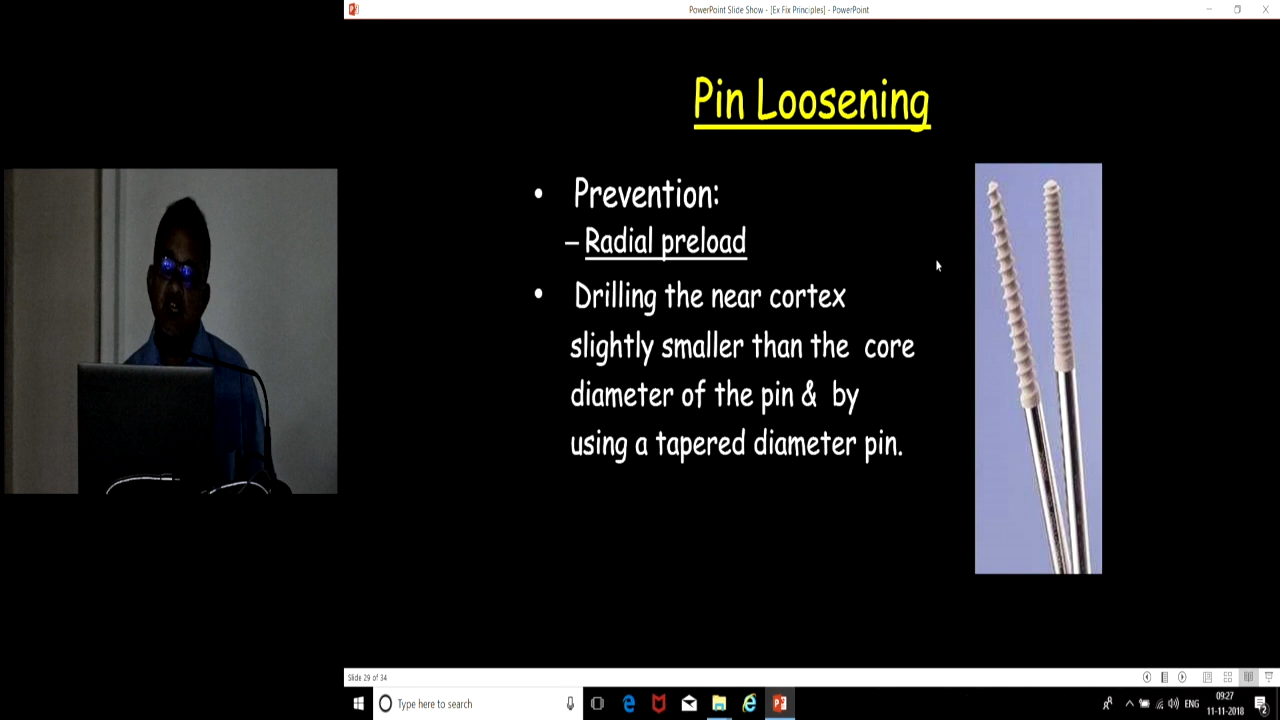 PowerPoint Slide Show - [Ex Fix Principles] - PowerPoint
Pin Loosening
• Prevention:
– Radial preload
• Drilling the near cortex
slightly smaller than the core
diameter of the pin & by
using a tapered diameter pin.
Slide 29 of 34
Type here to search
ENG
09:27
11-11-2018
2